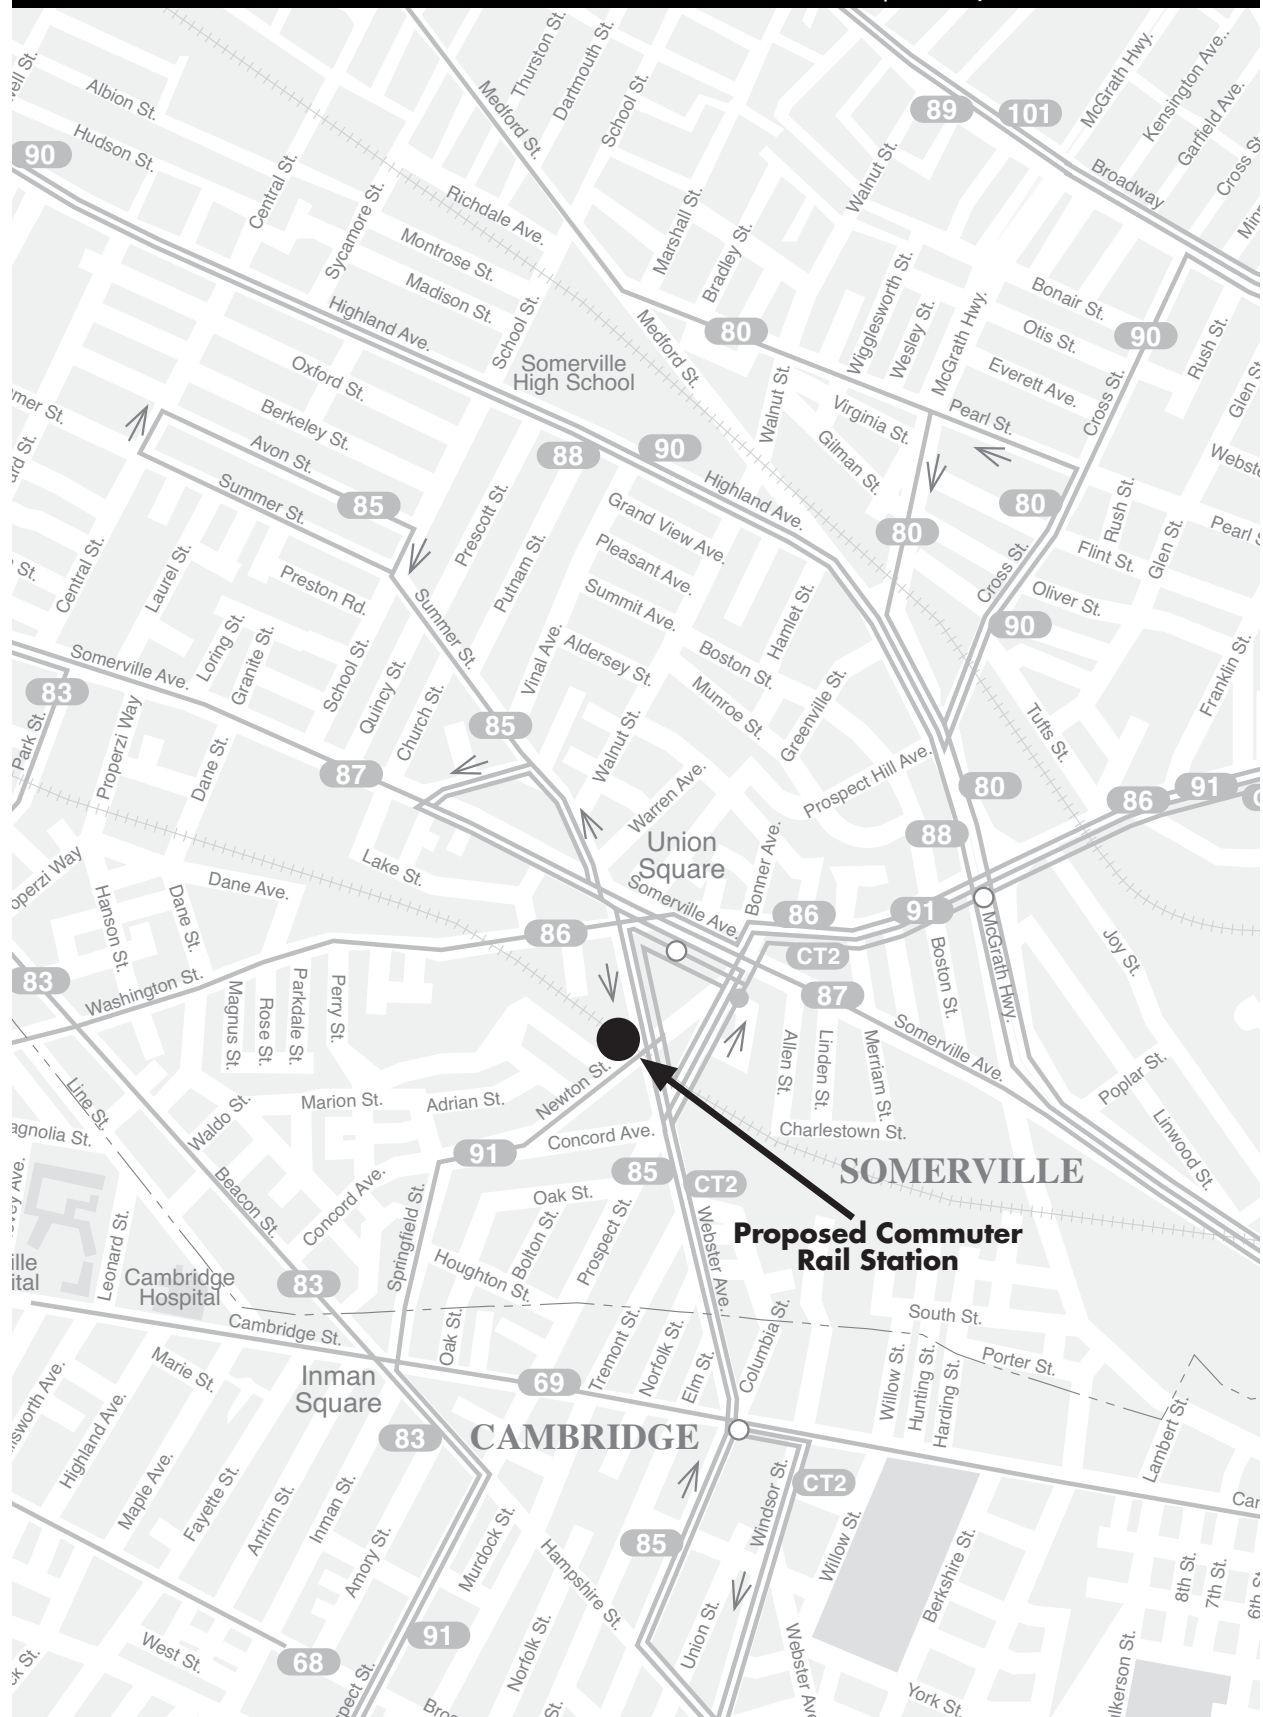 Thurston St.
Dartmouth St.
School St.
Medford St.
McGrath Hwy.
Kensington Ave.
Garfield Ave.
Cross St.
Albion St.
Hudson St.
90
89
101
Broadway
Central St.
Sycamore St.
Richdale Ave.
Montrose St.
Madison St.
School St.
Marshall St.
Bradley St.
Walnut St.
Highland Ave.
Medford St.
80
Wigglesworth St.
Wesley St.
McGrath Hwy.
Bonair St.
Otis St.
90
Everett Ave.
Cross St.
Rush St.
Glen St.
Somerville
High School
Oxford St.
Berkeley St.
Avon St.
Summer St.
85
88
90
Highland Ave.
Walnut St.
Virginia St.
Gilman St.
Pearl St.
80
80
Rush St.
Pearl
Flint St.
Glen St.
Cross St.
Oliver St.
90
Franklin St.
Central St.
Laurel St.
Preston Rd.
Prescott St.
Putnam St.
Grand View Ave.
Pleasant Ave.
Summit Ave.
Hamlet St.
Loring St.
Granite St.
School St.
Quincy St.
Church St.
Summer St.
Vinal Ave.
Aldersey St.
Boston St.
Munroe St.
Greenville St.
Somerville Ave.
83
Park St.
Properzi Way
Dane St.
85
87
Walnut St.
Warren Ave.
Prospect Hill Ave.
Tufts St.
80
86
91
88
Union
Square
Bonner Ave.
Somerville Ave.
Lake St.
Dane Ave.
Hanson St.
Dane St.
86
86
91
CT2
87
McGrath Hwy.
Boston St.
Joy St.
83
Washington St.
Magnus St.
Rose St.
Parkdale St.
Perry St.
Somerville Ave.
Allen St.
Linden St.
Merriam St.
Poplar St.
Linwood St.
Line St.
Waldo St.
Marion St.
Adrian St.
Newton St.
Concord Ave.
Charlestown St.
91
85
CT2
SOMERVILLE
Proposed Commuter
Rail Station
Beacon St.
Concord Ave.
Springfield St.
Oak St.
Bolton St.
Prospect St.
Webster Ave.
Houghton St.
Leonard St.
Cambridge
Hospital
83
Cambridge St.
Oak St.
Tremont St.
Norfolk St.
Elm St.
Columbia St.
South St.
Porter St.
Willow St.
Hunting St.
Harding St.
Lambert St.
Marie St.
Inman
Square
69
83
CAMBRIDGE
Highland Ave.
Maple Ave.
Fayette St.
Antrim St.
Inman St.
Amory St.
Murdock St.
Hampshire St.
Windsor St.
CT2
Willow St.
Berkshire St.
85
8th St.
7th St.
6th St.
91
68
West St.
Norfolk St.
Union St.
Webster Ave
York St.